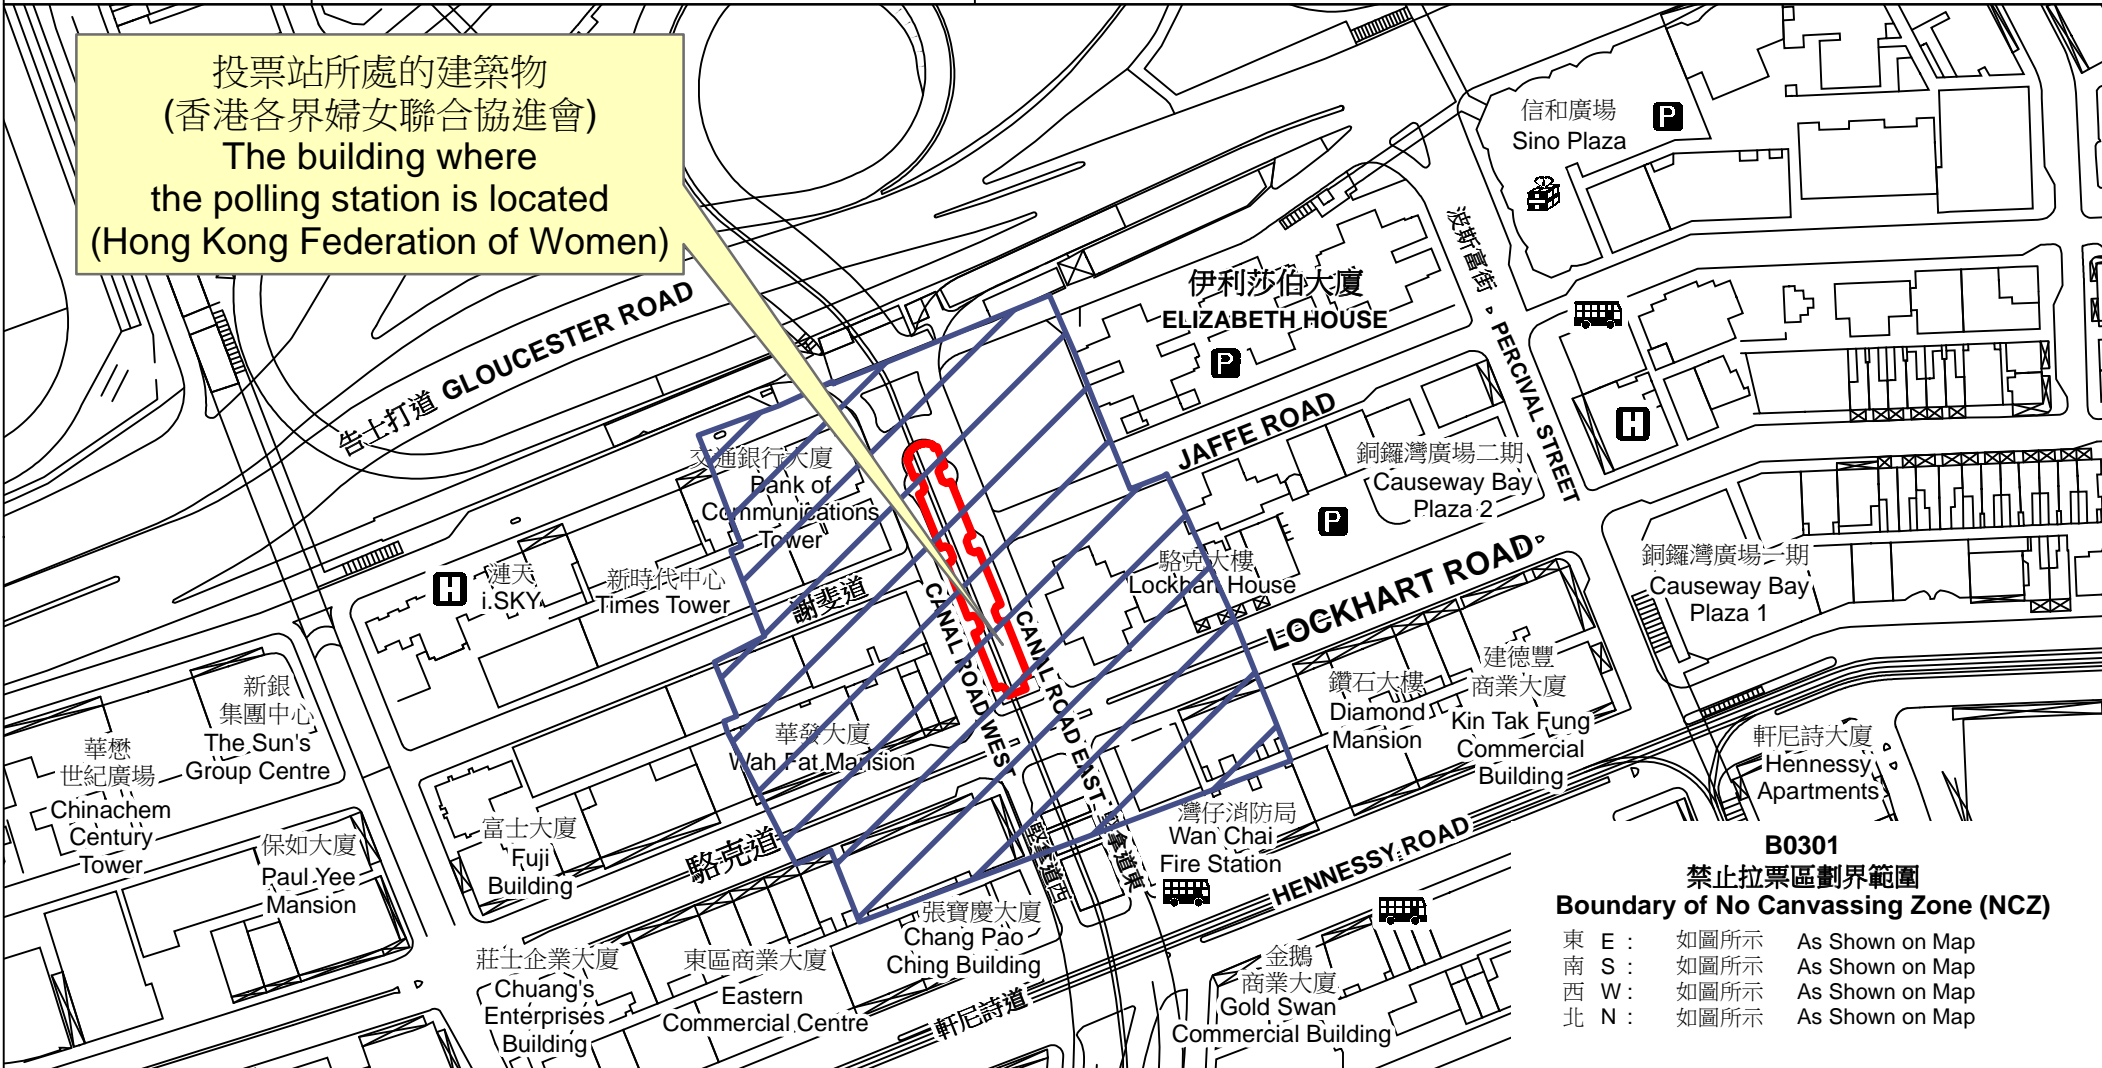 投票站所處的建築物
(香港各界婦女聯合協進會)
The building where
the polling station is located
(Hong Kong Federation of Women)
信和廣場
Sino Plaza
P
波斯富街
PERCIVAL STREET
伊利莎伯大廈
ELIZABETH HOUSE
P
告士打道 GLOUCESTER ROAD
JAFFE ROAD
H
銅鑼灣廣場二期
Causeway Bay
Plaza 2
P
交通銀行大廈
Bank of
Communications
Tower
LOCKHART ROAD
駱克大樓
Lockhart House
銅鑼灣廣場一期
Causeway Bay
Plaza 1
H
漣天
i.SKY
新時代中心
Times Tower
謝斐道
CANAL ROAD WEST
堅拿道西
CANAL ROAD EAST
堅拿道東
新銀
集團中心
The Sun's
Group Centre
華懋
世紀廣場
Chinachem
Century
Tower
華發大廈
Wah Fat Mansion
鑽石大樓
Diamond
Mansion
建德豐
商業大廈
Kin Tak Fung
Commercial
Building
軒尼詩大廈
Hennessy
Apartments
保如大廈
Paul Yee
Mansion
富士大廈
Fuji
Building
駱克道
灣仔消防局
Wan Chai
Fire Station
HENNESSY ROAD
張寶慶大廈
Chang Pao
Ching Building
莊士企業大廈
Chuang's
Enterprises
Building
東區商業大廈
Eastern
Commercial Centre
軒尼詩道
金鵝
商業大廈
Gold Swan
Commercial Building
B0301
禁止拉票區劃界範圍
Boundary of No Canvassing Zone (NCZ)
東 E : 如圖所示 As Shown on Map
南 S : 如圖所示 As Shown on Map
西 W : 如圖所示 As Shown on Map
北 N : 如圖所示 As Shown on Map